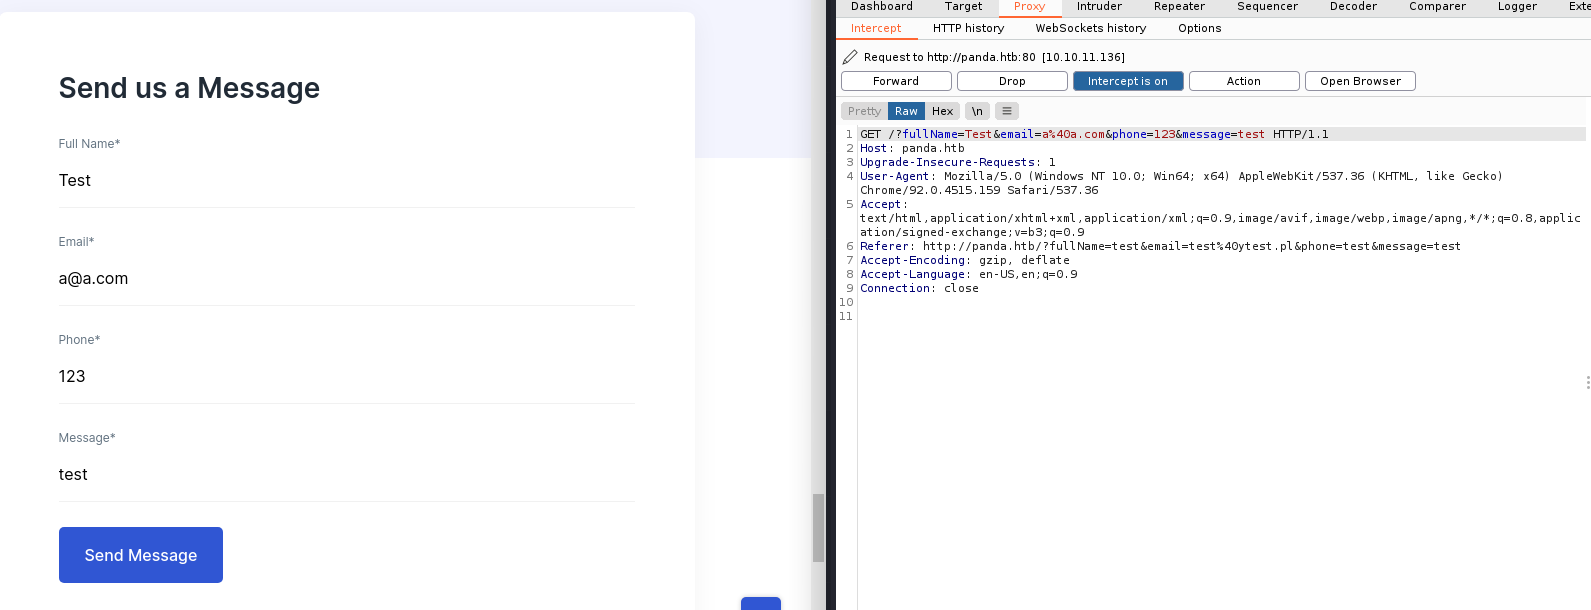 Send us a Message
Full Name*
Test
Email*
a@a.com
Phone*
123
Message*
test
Send Message
Dashboard Target Proxy Intruder Repeater Sequencer Decoder Comparer Logger Exte
Intercept HTTP history WebSockets history Options
Request to http://panda.htb:80 [10.10.11.136]
Forward Drop Intercept is on Action Open Browser
Pretty Raw Hex \n
1 GET /?fullName=Test&email=a%40a.com&phone=123&message=test HTTP/1.1
2 Host: panda.htb
3 Upgrade-Insecure-Requests: 1
4 User-Agent: Mozilla/5.0 (Windows NT 10.0; Win64; x64) AppleWebKit/537.36 (KHTML, like Gecko)
Chrome/92.0.4515.159 Safari/537.36
5 Accept:
text/html,application/xhtml+xml,application/xml;q=0.9,image/avif,image/webp,image/apng,*/*;q=0.8,applic
ation/signed-exchange;v=b3;q=0.9
6 Referer: http://panda.htb/?fullName=test&email=test%40ytest.pl&phone=test&message=test
7 Accept-Encoding: gzip, deflate
8 Accept-Language: en-US,en;q=0.9
9 Connection: close
10
11